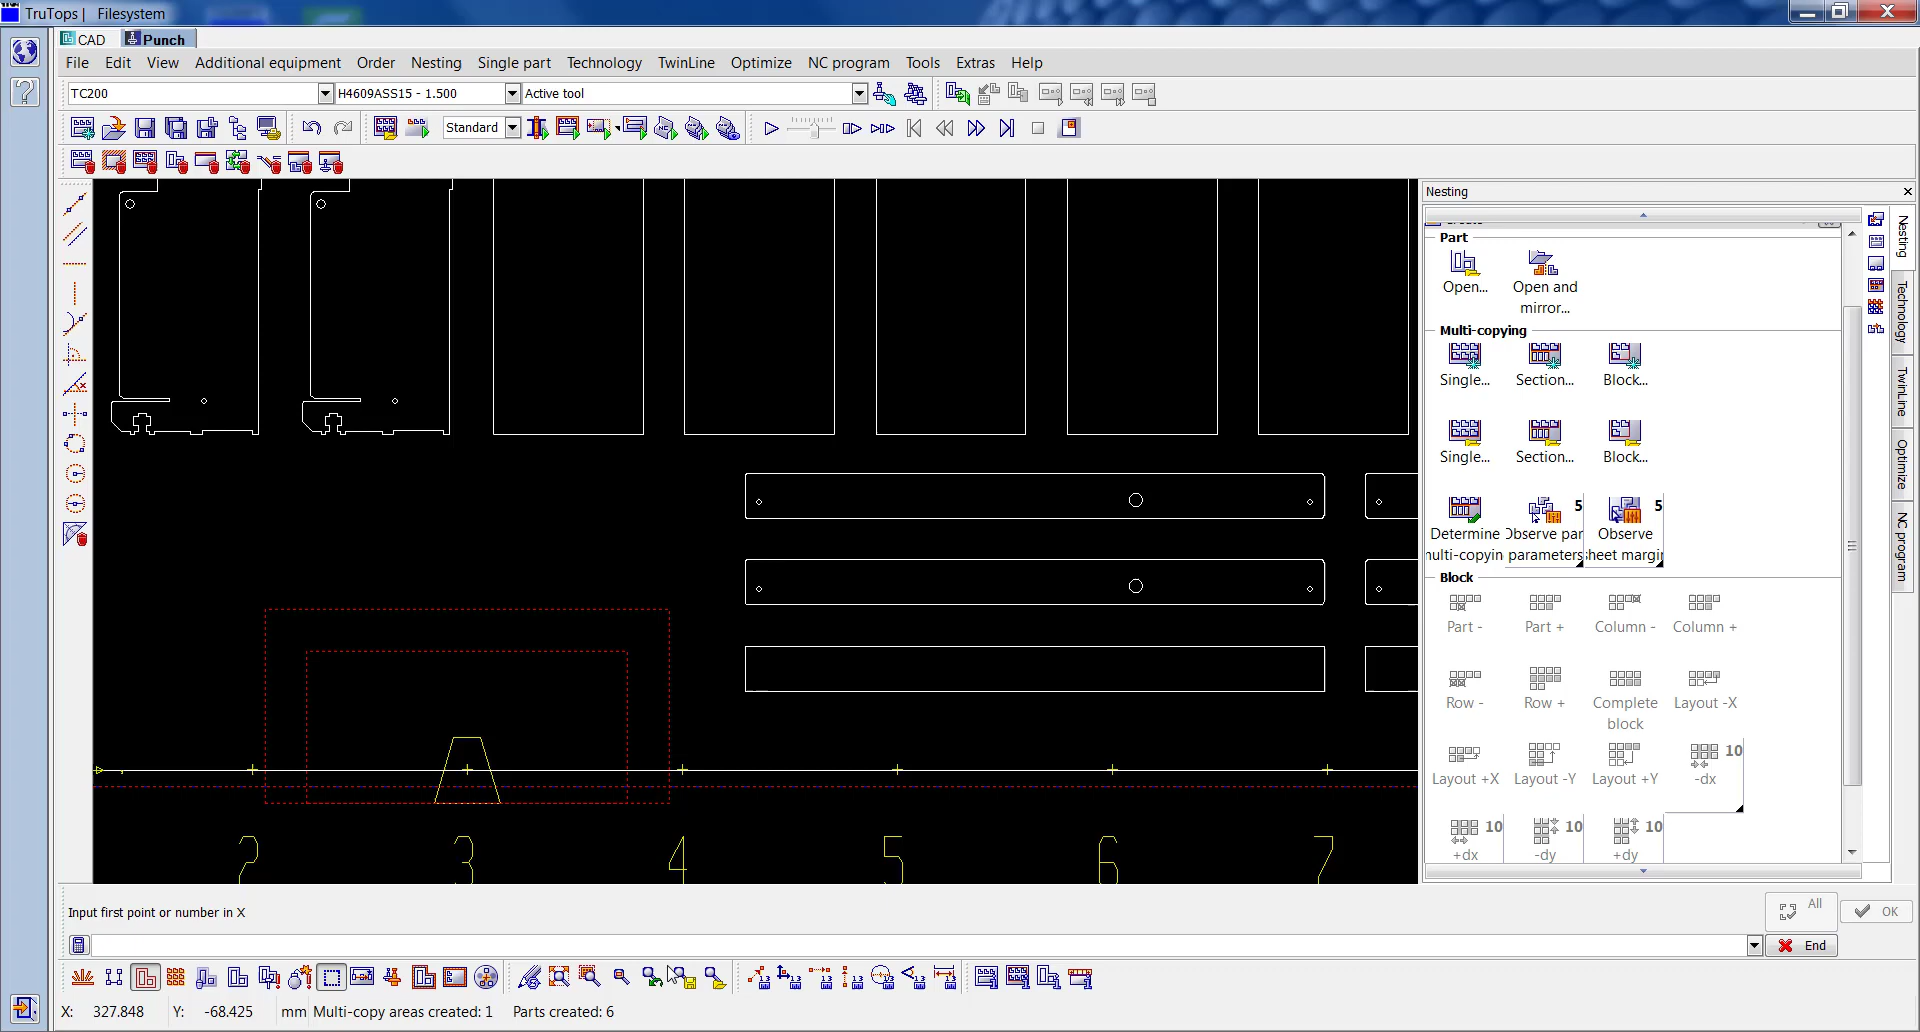 TruTops | Filesystem
CAD Punch
File Edit View Additional equipment Order Nesting Single part Technology TwinLine Optimize NC program Tools Extras Help
TC200 H4609ASS15 - 1.500 Active tool
Standard
Nesting
Part
Open... Open and
mirror...
Multi-copying
Single... Section... Block...
Single... Section... Block...
5 5
Determine Observe par Observe
multi-copyin parameters sheet margi
Block
Part - Part + Column - Column +
Row - Row + Complete
block Layout -X
Layout +X Layout -Y Layout +Y 10
-dx
10 10 10
+dx -dy +dy
Nesting
Technology
TwinLine
Optimize
NC program
2 3 4 5 6 7
Input first point or number in X
All OK
End
X: 327.848 Y: -68.425 mm Multi-copy areas created: 1 Parts created: 6